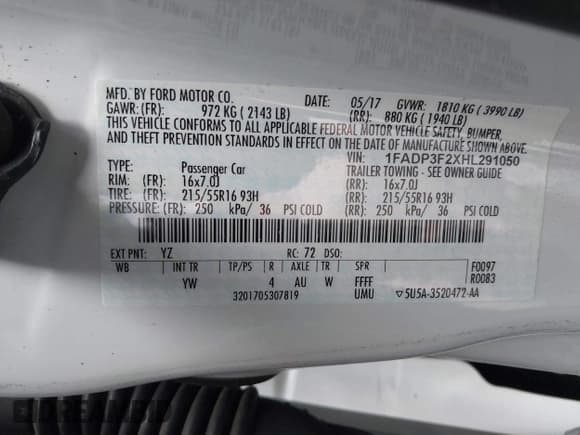 MFD. BY FORD MOTOR CO. DATE: 05/17 GVWR: 1810 KG ( 3990 LB)
GAWR: (FR): 972 KG ( 2143 LB) (RR): 880 KG ( 1940 LB)
THIS VEHICLE CONFORMS TO ALL APPLICABLE FEDERAL MOTOR VEHICLE SAFETY, BUMPER,
AND THEFT PREVENTION STANDARDS IN EFFECT ON THE DATE OF MANUFACTURE SHOWN ABOVE.
VIN: 1FADP3F2XHL291050
TYPE: Passenger Car TRAILER TOWING - SEE OWNER GUIDE
RIM: (FR): 16x7.0J (RR): 16x7.0J
TIRE: (FR): 215/55R16 93H (RR): 215/55R16 93H
PRESSURE: (FR): 250 kPa/ 36 PSI COLD (RR): 250 kPa/ 36 PSI COLD
EXT PNT: YZ RC: 72 DSO:
WB INT TR TP/PS R AXLE TR SPR F0097
YW 4 AU W FFFF R0083
3201705307819 UMU ▽5U5A-3520472-AA